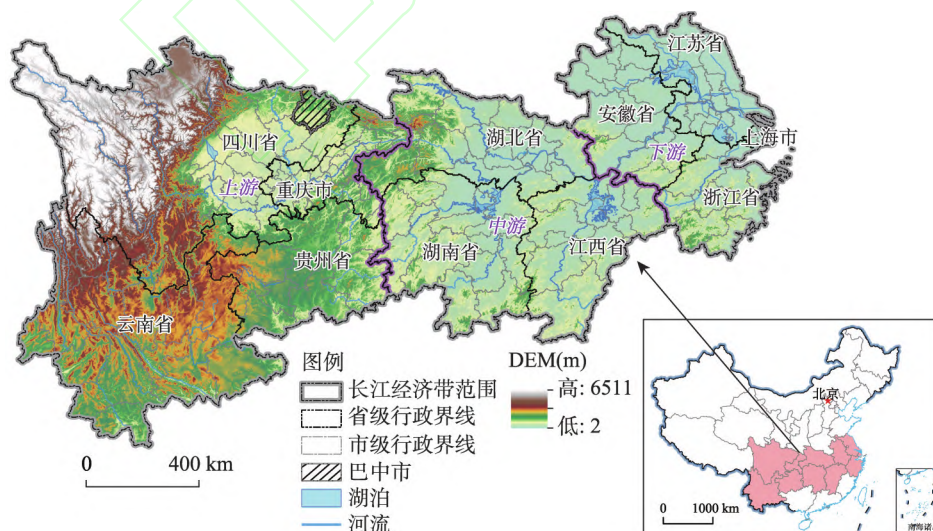 江苏省
安徽省
上海市
下游
浙江省
湖北省
四川省
上游
重庆市
中游
湖南省
江西省
贵州省
云南省
图例
长江经济带范围
省级行政界线
市级行政界线
巴中市
湖泊
河流
DEM(m)
高: 6511
低: 2
0 400 km
北京
0 1000 km
南海诸